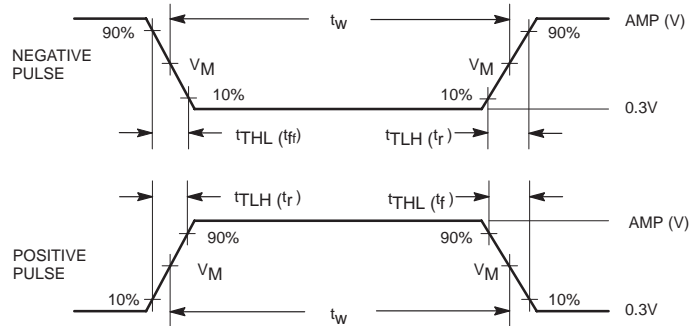 tw
AMP (V)
90%
90%
NEGATIVE
PULSE
VM
VM
10%
10%
0.3V
tTHL (tff)
tTLH (tr)
tTLH (tr)
tTHL (tf)
AMP (V)
90%
90%
POSITIVE
PULSE
VM
VM
10%
10%
tw
0.3V